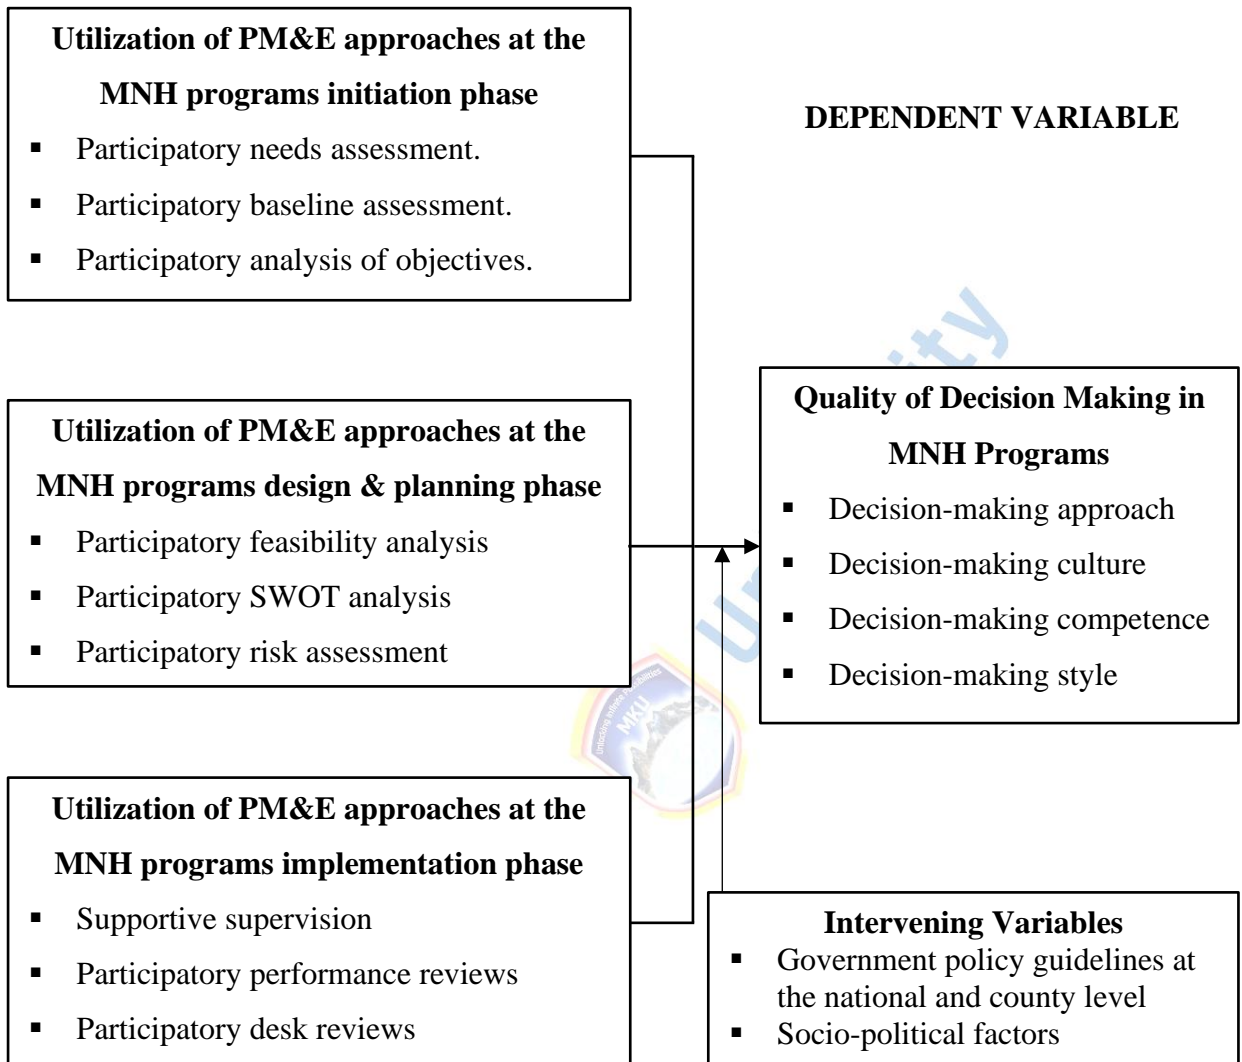 Utilization of PM&E approaches at the
MNH programs initiation phase
▪ Participatory needs assessment.
▪ Participatory baseline assessment.
▪ Participatory analysis of objectives.
DEPENDENT VARIABLE
Utilization of PM&E approaches at the
MNH programs design & planning phase
▪ Participatory feasibility analysis
▪ Participatory SWOT analysis
▪ Participatory risk assessment
Quality of Decision Making in
MNH Programs
▪ Decision-making approach
▪ Decision-making culture
▪ Decision-making competence
▪ Decision-making style
Utilization of PM&E approaches at the
MNH programs implementation phase
▪ Supportive supervision
▪ Participatory performance reviews
▪ Participatory desk reviews
Intervening Variables
▪ Government policy guidelines at
the national and county level
▪ Socio-political factors
MKU